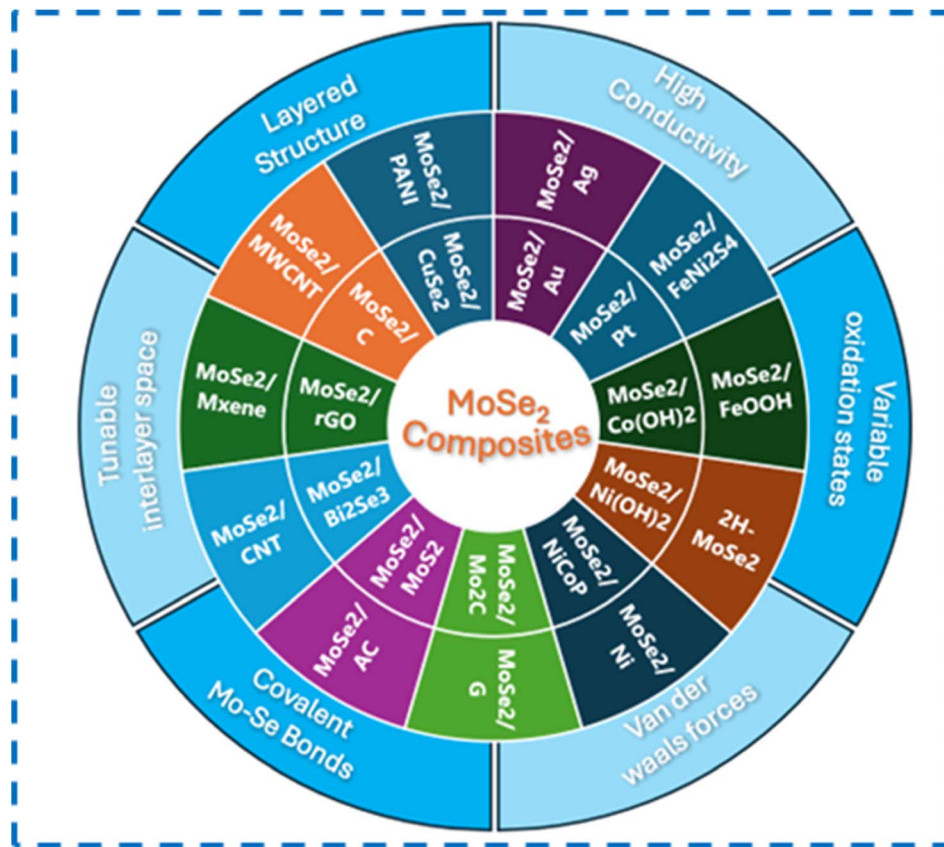 Layered
Structure
High
Conductivity
Variable
oxidation states
Van der
waals forces
Covalent
Mo-Se Bonds
Tunable
interlayer space
MoSe2/
Ag
MoSe2/
FeNi2S4
MoSe2/
FeOOH
2H-
MoSe2
MoSe2/
Ni
MoSe2/
G
MoSe2/
AC
MoSe2/
CNT
MoSe2/
Mxene
MoSe2/
MWCNT
MoSe2/
PANI
MoSe2/
Au
MoSe2/
Pt
MoSe2/
Co(OH)2
MoSe2/
Ni(OH)2
MoSe2/
NiCoP
MoSe2/
Mo2C
MoSe2/
MoS2
MoSe2/
Bi2Se3
MoSe2/
rGO
MoSe2/
C
MoSe2/
CuSe2
MoSe₂
Composites